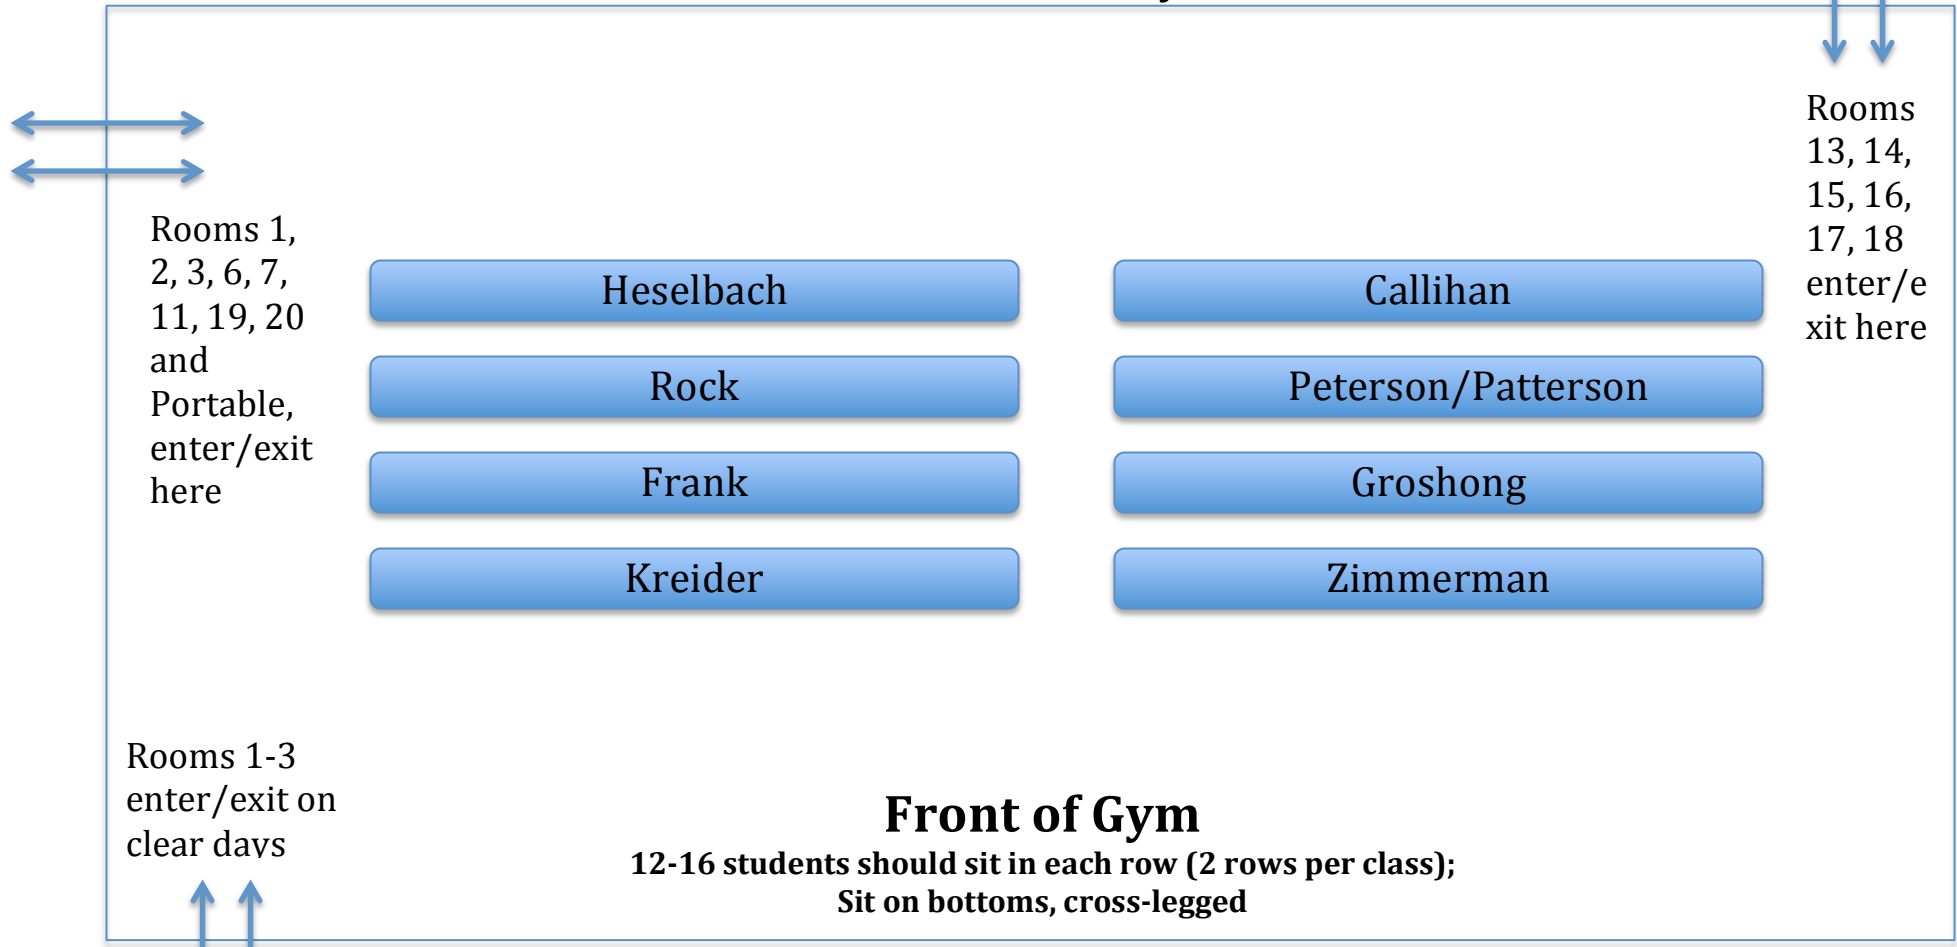 Rooms
13, 14,
15, 16,
17, 18
enter/e
xit here
Rooms 1,
2, 3, 6, 7,
11, 19, 20
and
Portable,
enter/exit
here
Heselbach
Callihan
Rock
Peterson/Patterson
Frank
Groshong
Kreider
Zimmerman
Rooms 1-3
enter/exit on
clear days
Front of Gym
12-16 students should sit in each row (2 rows per class);
Sit on bottoms, cross-legged